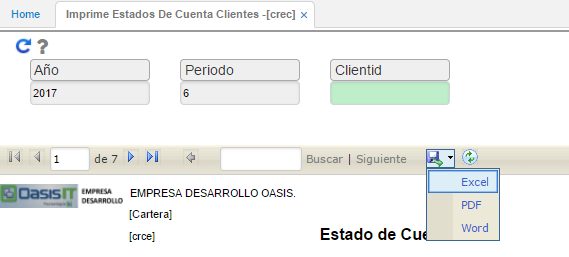 Home
Imprime Estados De Cuenta Clientes -[crec] ×
?
Año Periodo Clientid
2017 6
1 de 7 Buscar | Siguiente
Excel
PDF
Word
OasisIT EMPRESA DESARROLLO
EMPRESA DESARROLLO OASIS.
[Cartera]
[crce]
Estado de Cue